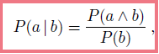 P(a | b) = P(a ∧ b) / P(b) ,